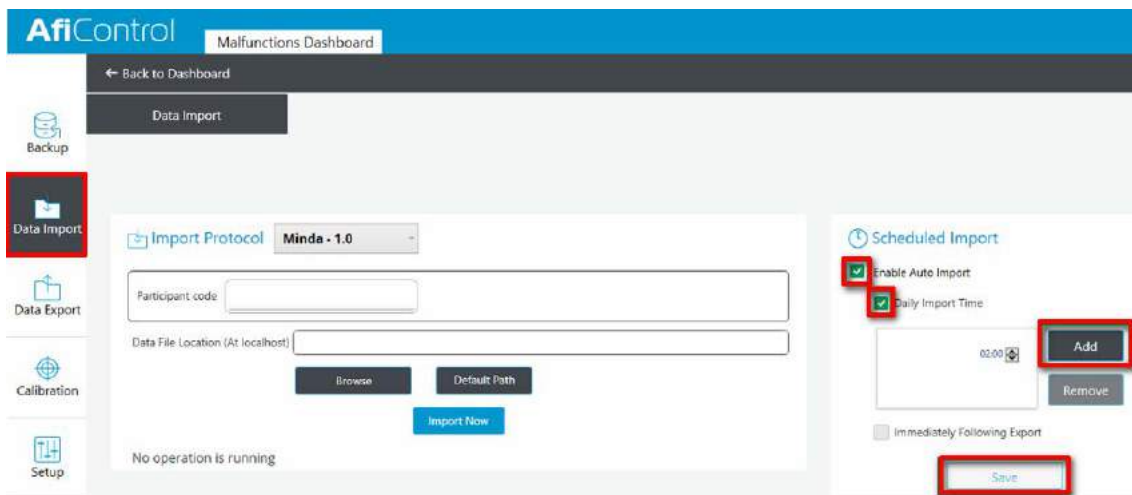 AfiControl
Malfunctions Dashboard
← Back to Dashboard
Data Import
Backup
Data Import
Data Export
Calibration
Setup
Import Protocol Minda - 1.0
Participant code
Data File Location (At localhost)
Browse Default Path
Import Now
No operation is running
Scheduled Import
Enable Auto Import
Daily Import Time
02:00 Add
Remove
Immediately Following Export
Save